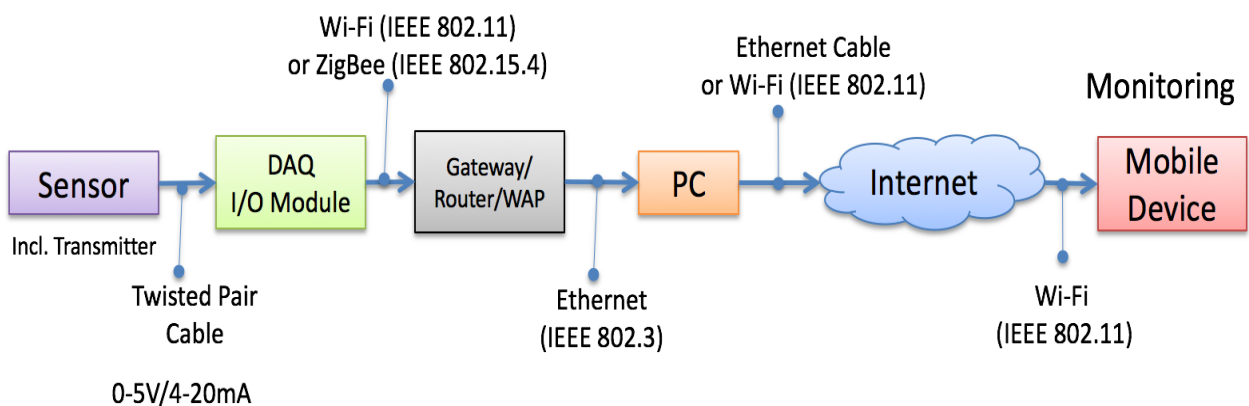 Wi-Fi (IEEE 802.11)
or ZigBee (IEEE 802.15.4)
Ethernet Cable
or Wi-Fi (IEEE 802.11)
Monitoring
Sensor
DAQ
I/O Module
Gateway/
Router/WAP
PC
Internet
Mobile
Device
Incl. Transmitter
Twisted Pair
Cable
0-5V/4-20mA
Ethernet
(IEEE 802.3)
Wi-Fi
(IEEE 802.11)